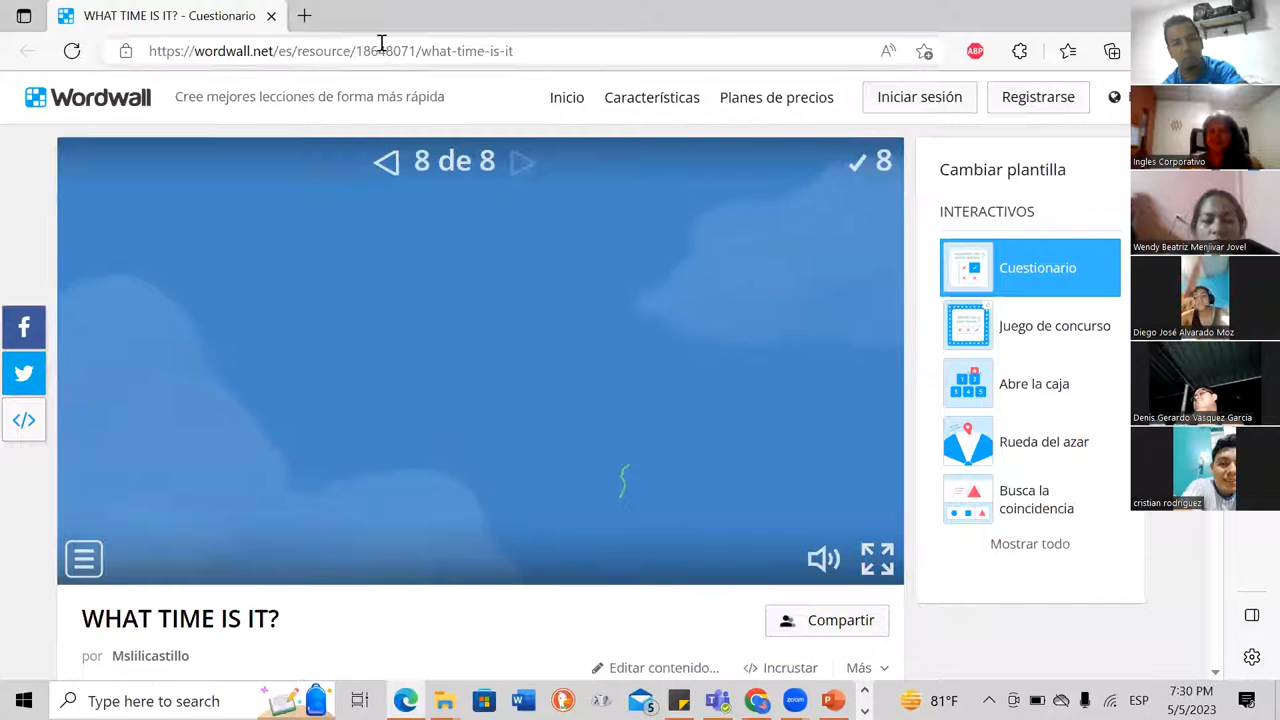 WHAT TIME IS IT? - Cuestionario
https://wordwall.net/es/resource/18648071/what-time-is-it
ABP
Wordwall
Cree mejores lecciones de forma más rápida
Inicio
Características
Planes de precios
Iniciar sesión
Registrarse
8 de 8
8
Cambiar plantilla
INTERACTIVOS
Cuestionario
Juego de concurso
Abre la caja
Rueda del azar
Busca la
coincidencia
Mostrar todo
WHAT TIME IS IT?
Compartir
por Mslilicastillo
Editar contenido...
Incrustar
Más
Ingles Corporativo
Wendy Beatriz Menjivar Jovel
Diego José Alvarado Moz
Denis Gerardo Vasquez Garcia
cristian rodriguez
Type here to search
5
zoom
81°F
ESP
7:30 PM
5/5/2023